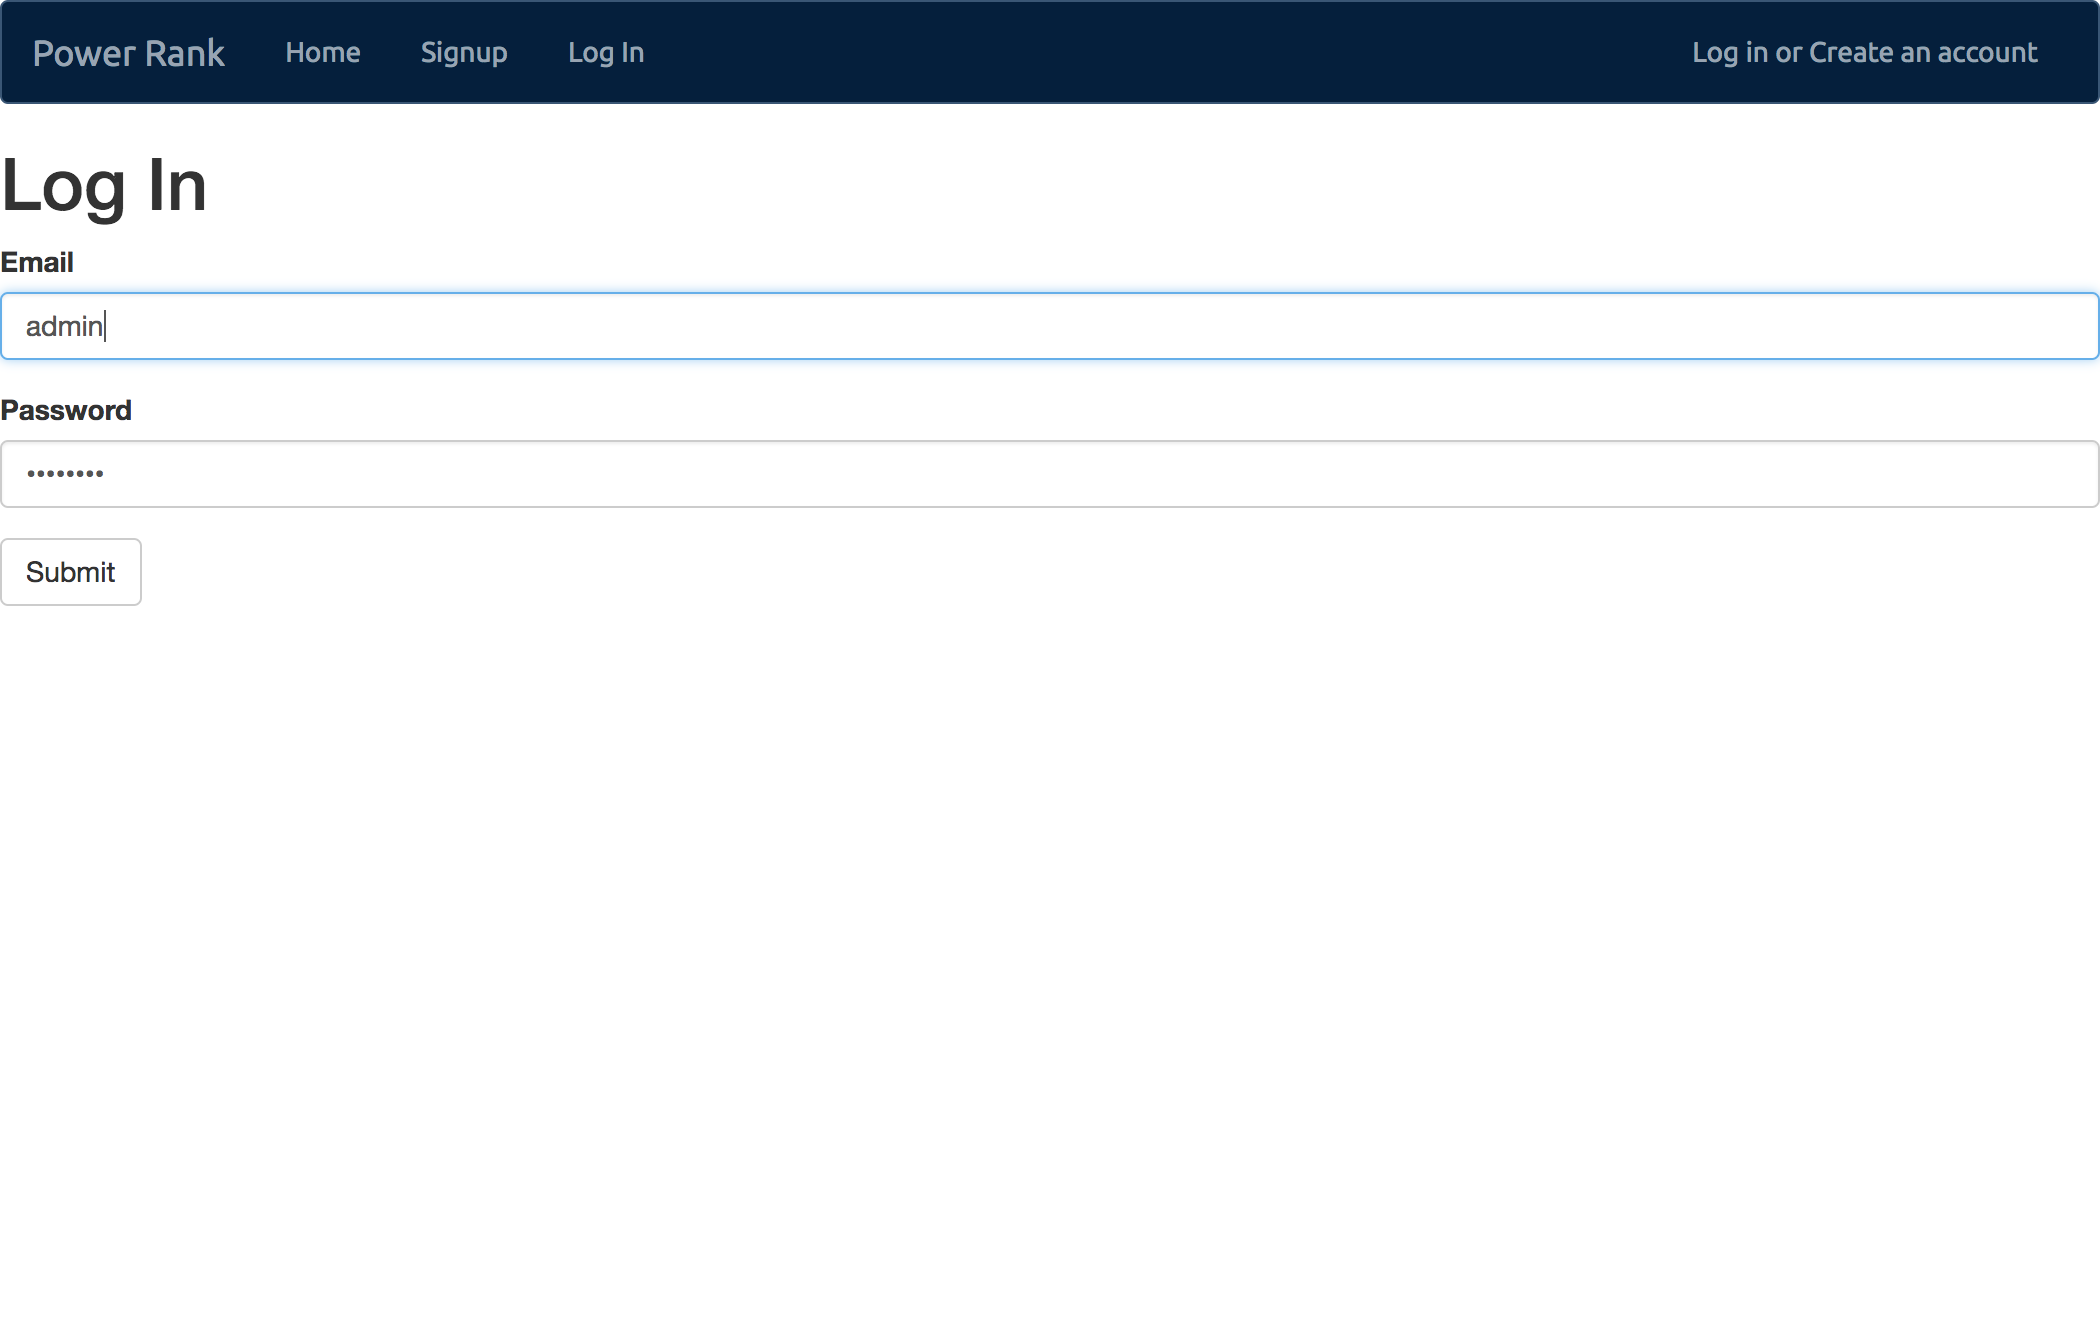 Power Rank Home Signup Log In Log in or Create an account
Log In
Email
admin
Password
••••••••
Submit